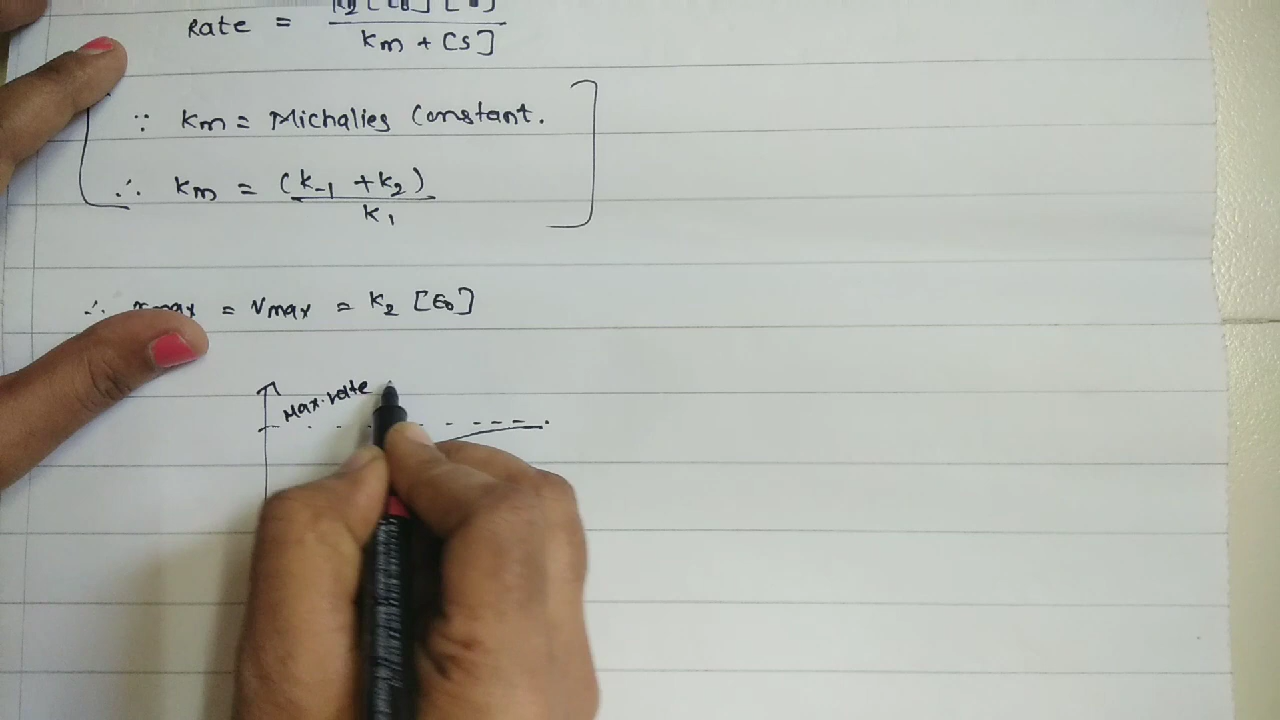 Rate = / km + [S]
∵ km = Michalies Constant.
∴ km = (k-1 + k2) / k1
∴ = Vmax = k2 [E0]
Max. rate